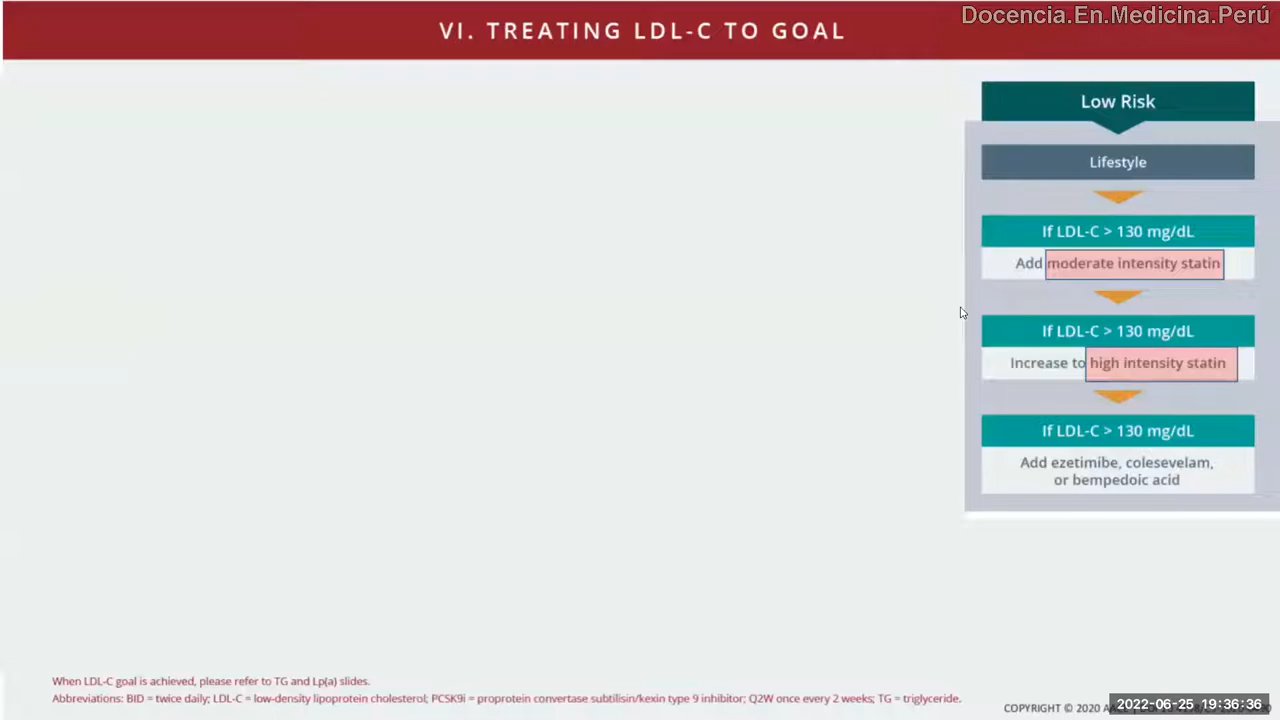 VI. TREATING LDL-C TO GOAL
Docencia.En.Medicina.Perú
Low Risk
Lifestyle
If LDL-C > 130 mg/dL
Add moderate intensity statin
If LDL-C > 130 mg/dL
Increase to high intensity statin
If LDL-C > 130 mg/dL
Add ezetimibe, colesevelam,
or bempedoic acid
When LDL-C goal is achieved, please refer to TG and Lp(a) slides.
Abbreviations: BID = twice daily; LDL-C = low-density lipoprotein cholesterol; PCSK9i = proprotein convertase subtilisin/kexin type 9 inhibitor; Q2W once every 2 weeks; TG = triglyceride.
COPYRIGHT © 2020
2022-06-25 19:36:36